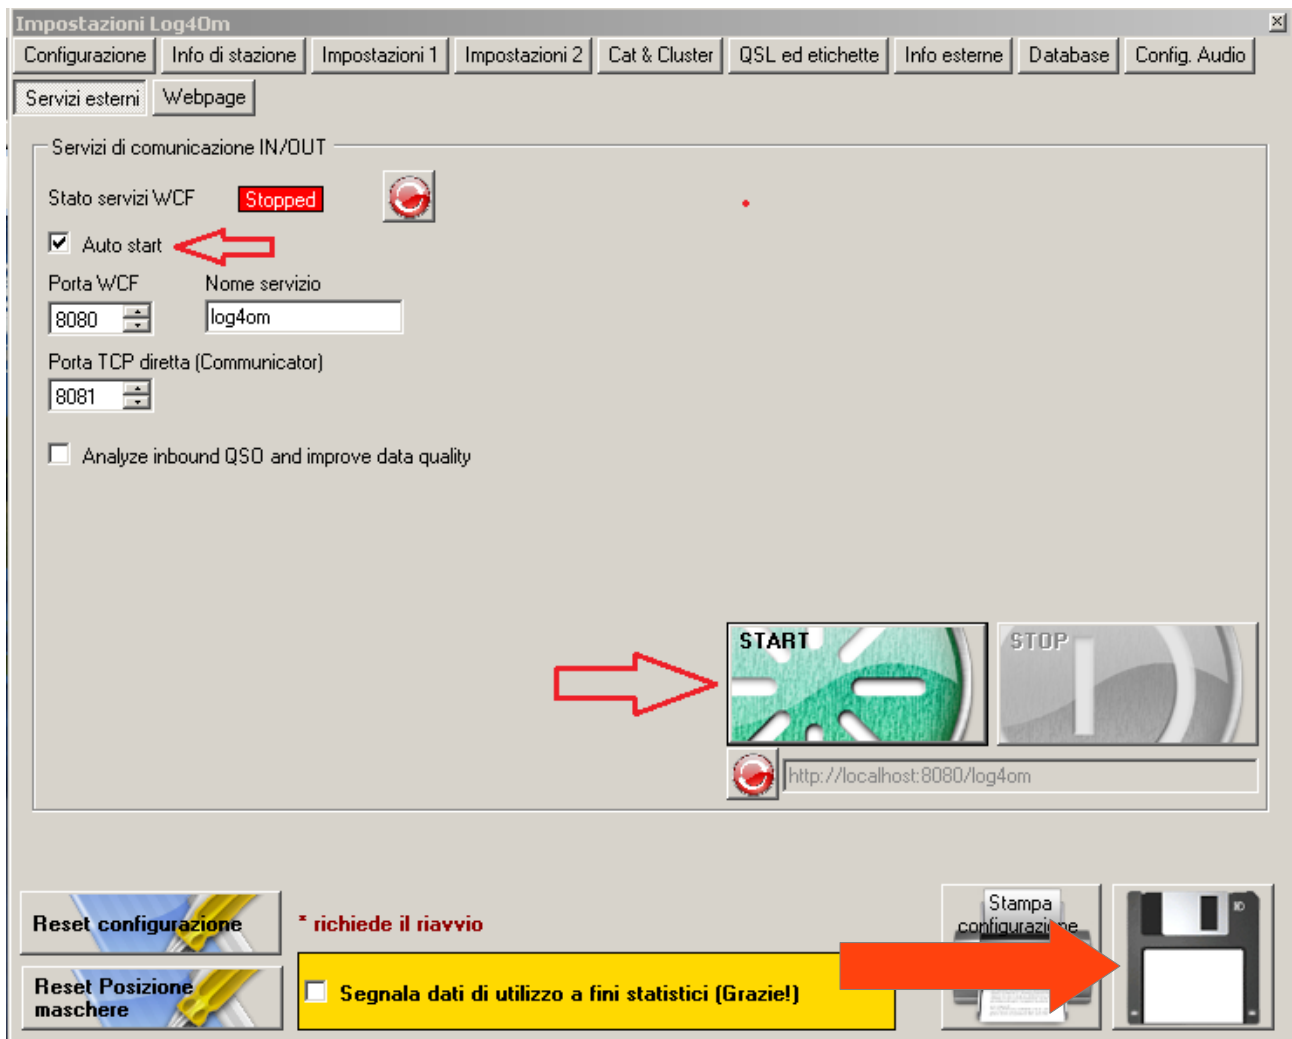 Impostazioni Log4Om
Configurazione Info di stazione Impostazioni 1 Impostazioni 2 Cat & Cluster QSL ed etichette Info esterne Database Config. Audio
Servizi esterni Webpage
Servizi di comunicazione IN/OUT
Stato servizi WCF Stopped
Auto start
Porta WCF Nome servizio
8080 log4om
Porta TCP diretta (Communicator)
8081
Analyze inbound QSO and improve data quality
START STOP
http://localhost:8080/log4om
Reset configurazione
* richiede il riavvio
Stampa
configurazione
Reset Posizione
maschere
Segnala dati di utilizzo a fini statistici (Grazie!)